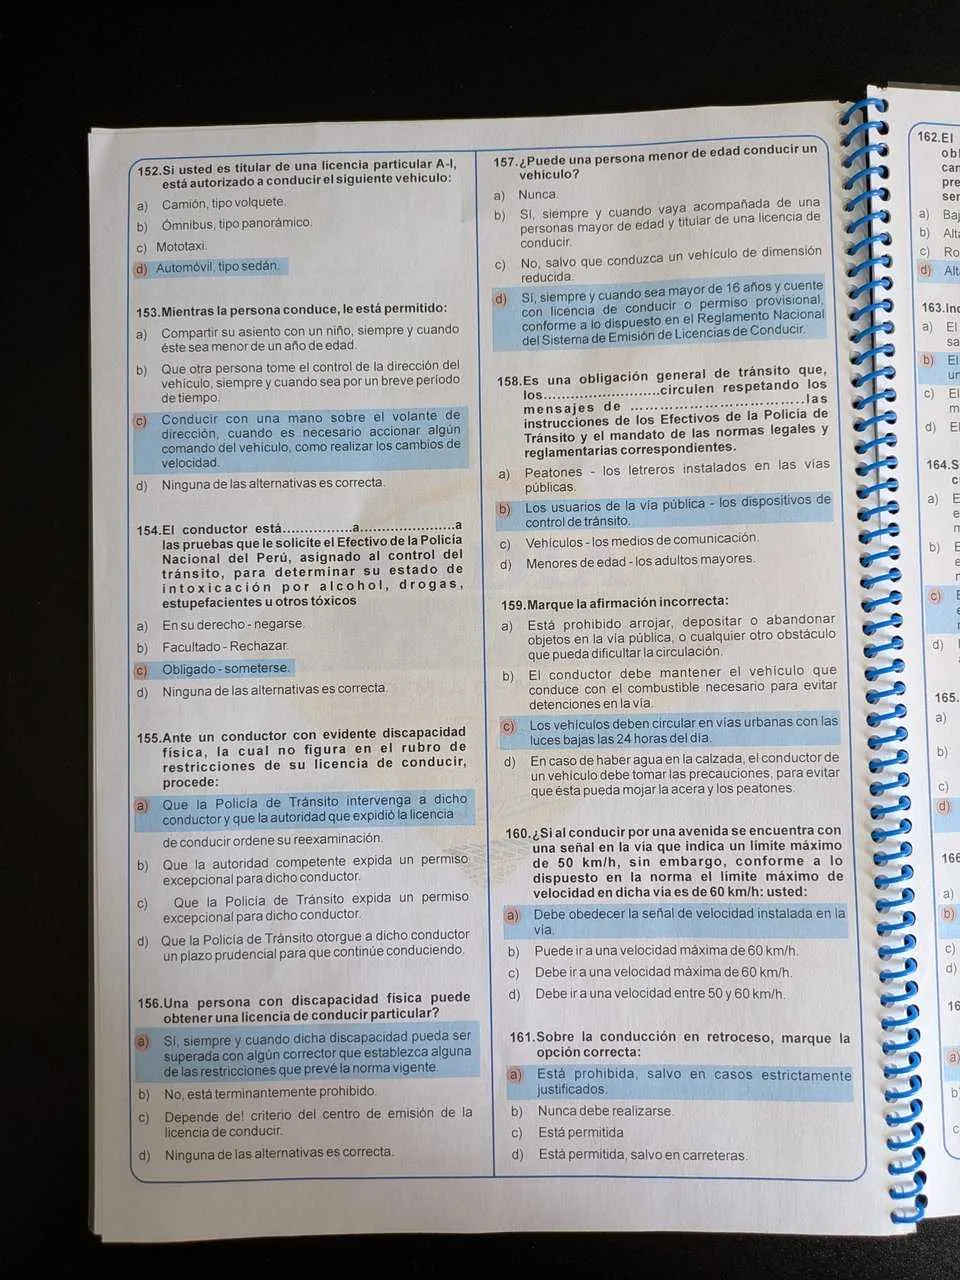 152.Si usted es titular de una licencia particular A-I,
está autorizado a conducir el siguiente vehículo:
a) Camión, tipo volquete.
b) Ómnibus, tipo panorámico.
c) Mototaxi.
d) Automóvil, tipo sedán.
153.Mientras la persona conduce, le está permitido:
a) Compartir su asiento con un niño, siempre y cuando
éste sea menor de un año de edad.
b) Que otra persona tome el control de la dirección del
vehículo, siempre y cuando sea por un breve período
de tiempo.
c) Conducir con una mano sobre el volante de
dirección, cuando es necesario accionar algún
comando del vehículo, como realizar los cambios de
velocidad.
d) Ninguna de las alternativas es correcta.
154.El conductor está...............a.....................a
las pruebas que le solicite el Efectivo de la Policía
Nacional del Perú, asignado al control del
tránsito, para determinar su estado de
intoxicación por alcohol, drogas,
estupefacientes u otros tóxicos
a) En su derecho - negarse.
b) Facultado - Rechazar.
c) Obligado - someterse.
d) Ninguna de las alternativas es correcta.
155.Ante un conductor con evidente discapacidad
física, la cual no figura en el rubro de
restricciones de su licencia de conducir,
procede:
a) Que la Policía de Tránsito intervenga a dicho
conductor y que la autoridad que expidió la licencia
de conducir ordene su reexaminación.
b) Que la autoridad competente expida un permiso
excepcional para dicho conductor.
c) Que la Policía de Tránsito expida un permiso
excepcional para dicho conductor.
d) Que la Policía de Tránsito otorgue a dicho conductor
un plazo prudencial para que continúe conduciendo.
156.Una persona con discapacidad física puede
obtener una licencia de conducir particular?
a) Sí, siempre y cuando dicha discapacidad pueda ser
superada con algún corrector que establezca alguna
de las restricciones que prevé la norma vigente.
b) No, está terminantemente prohibido.
c) Depende del criterio del centro de emisión de la
licencia de conducir.
d) Ninguna de las alternativas es correcta.
157.¿Puede una persona menor de edad conducir un
vehículo?
a) Nunca.
b) Sí, siempre y cuando vaya acompañada de una
personas mayor de edad y titular de una licencia de
conducir.
c) No, salvo que conduzca un vehículo de dimensión
reducida.
d) Sí, siempre y cuando sea mayor de 16 años y cuente
con licencia de conducir o permiso provisional,
conforme a lo dispuesto en el Reglamento Nacional
del Sistema de Emisión de Licencias de Conducir.
158.Es una obligación general de tránsito que,
los.........................circulen respetando los
mensajes de ..................................las
instrucciones de los Efectivos de la Policía de
Tránsito y el mandato de las normas legales y
reglamentarias correspondientes.
a) Peatones - los letreros instalados en las vías
públicas.
b) Los usuarios de la vía pública - los dispositivos de
control de tránsito.
c) Vehículos - los medios de comunicación.
d) Menores de edad - los adultos mayores.
159.Marque la afirmación incorrecta:
a) Está prohibido arrojar, depositar o abandonar
objetos en la vía pública, o cualquier otro obstáculo
que pueda dificultar la circulación.
b) El conductor debe mantener el vehículo que
conduce con el combustible necesario para evitar
detenciones en la vía.
c) Los vehículos deben circular en vías urbanas con las
luces bajas las 24 horas del día.
d) En caso de haber agua en la calzada, el conductor de
un vehículo debe tomar las precauciones, para evitar
que ésta pueda mojar la acera y los peatones.
160.¿Si al conducir por una avenida se encuentra con
una señal en la vía que indica un límite máximo
de 50 km/h, sin embargo, conforme a lo
dispuesto en la norma el límite máximo de
velocidad en dicha vía es de 60 km/h: usted:
a) Debe obedecer la señal de velocidad instalada en la
vía.
b) Puede ir a una velocidad máxima de 60 km/h.
c) Debe ir a una velocidad máxima de 60 km/h.
d) Debe ir a una velocidad entre 50 y 60 km/h.
161.Sobre la conducción en retroceso, marque la
opción correcta:
a) Está prohibida, salvo en casos estrictamente
justificados.
b) Nunca debe realizarse.
c) Está permitida
d) Está permitida, salvo en carreteras.
162.El
a)
b)
c)
d)
a) El
b) El
c) El
d)
a)
b)
c)
d)
165.
a)
b)
c)
d)
a)
b)
c)
d)
a)